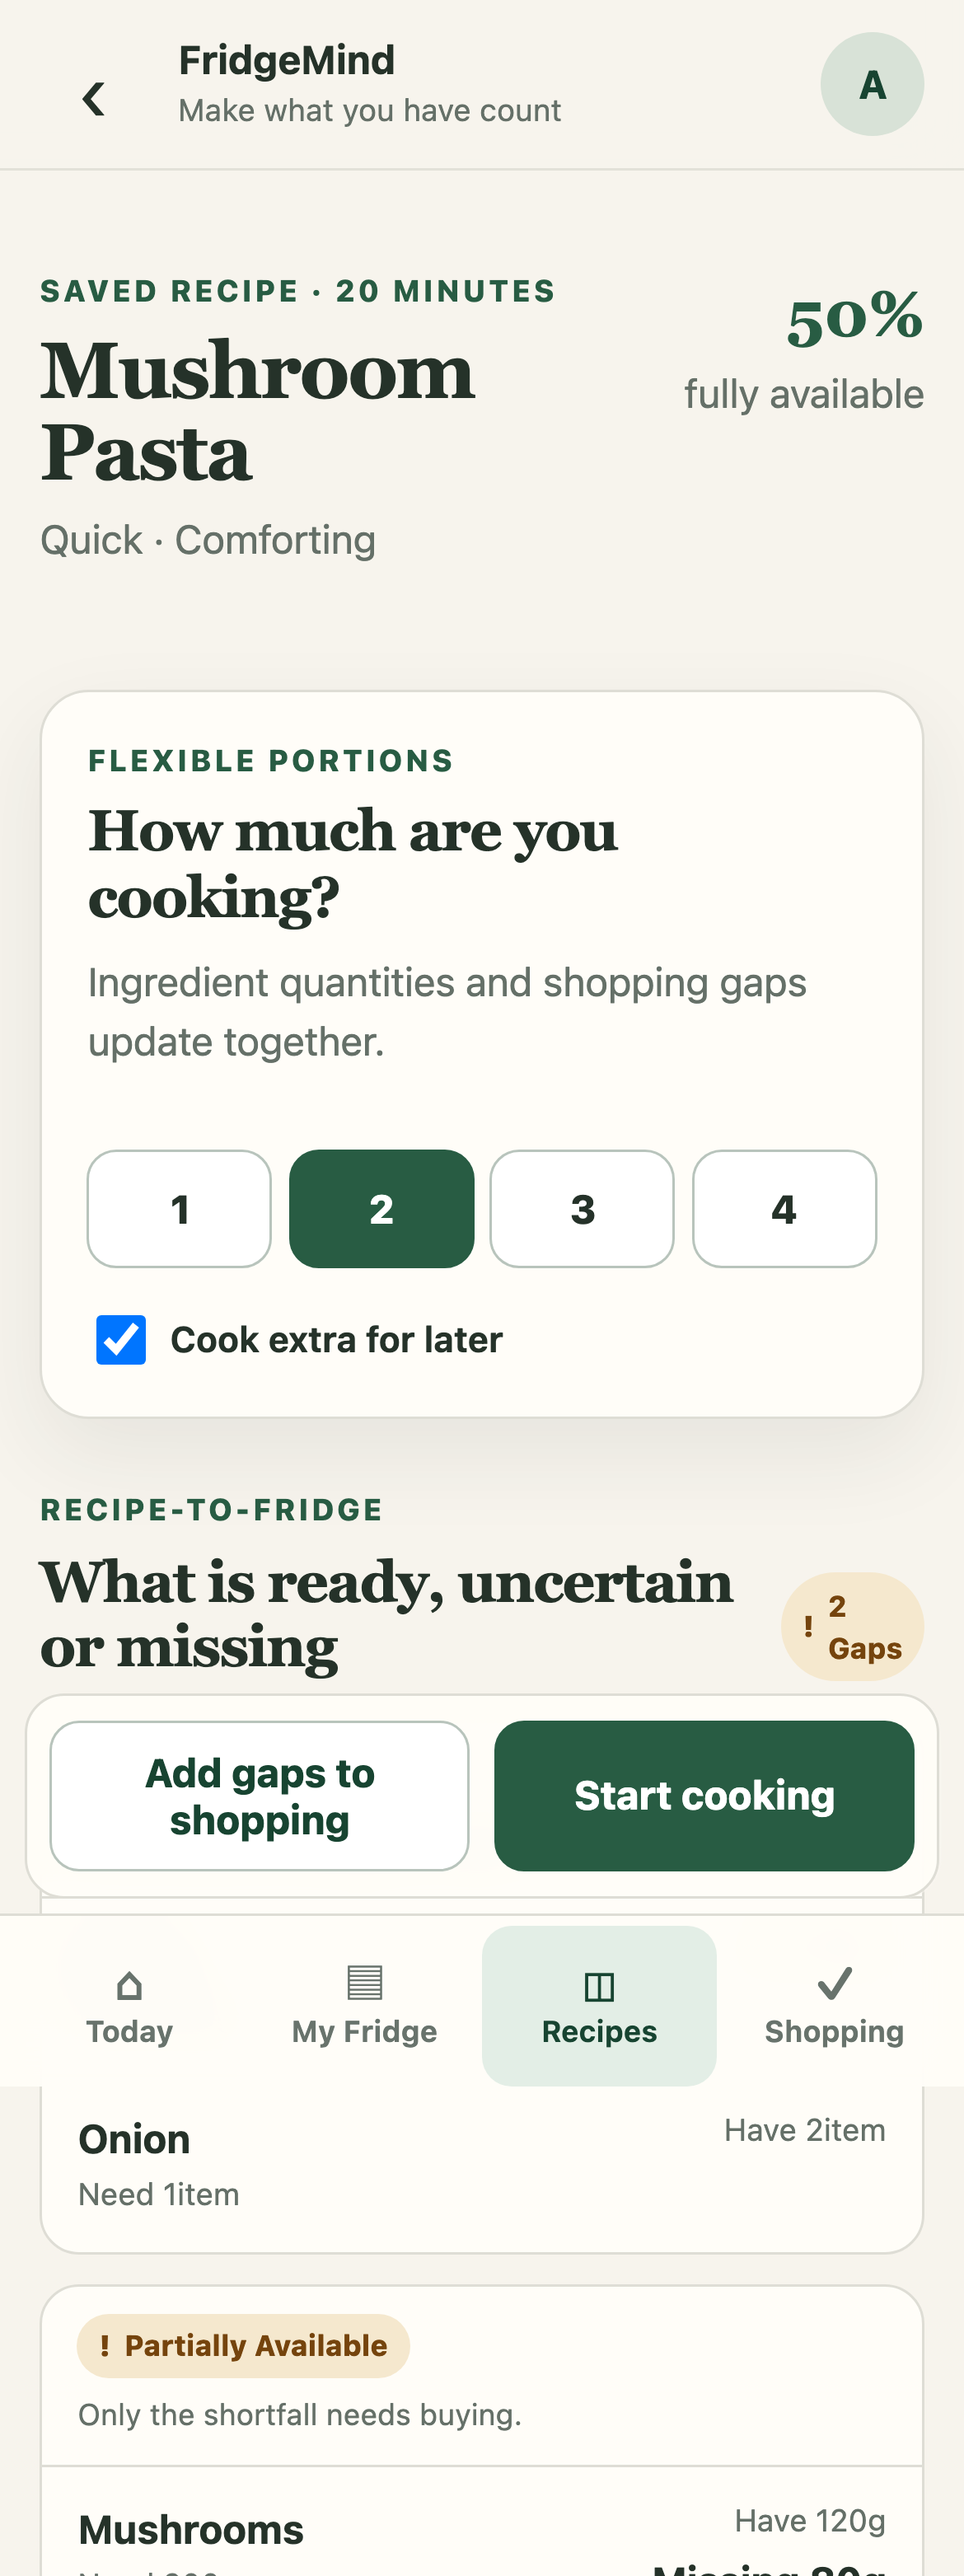 FridgeMind
Make what you have count
A
SAVED RECIPE · 20 MINUTES
50%
fully available
Mushroom
Pasta
Quick · Comforting
FLEXIBLE PORTIONS
How much are you
cooking?
Ingredient quantities and shopping gaps
update together.
1 2 3 4
Cook extra for later
RECIPE-TO-FRIDGE
What is ready, uncertain
or missing
! 2
Gaps
Add gaps to
shopping
Start cooking
Today My Fridge Recipes Shopping
Onion
Have 2item
Need 1item
! Partially Available
Only the shortfall needs buying.
Mushrooms
Have 120g
Missing 80g